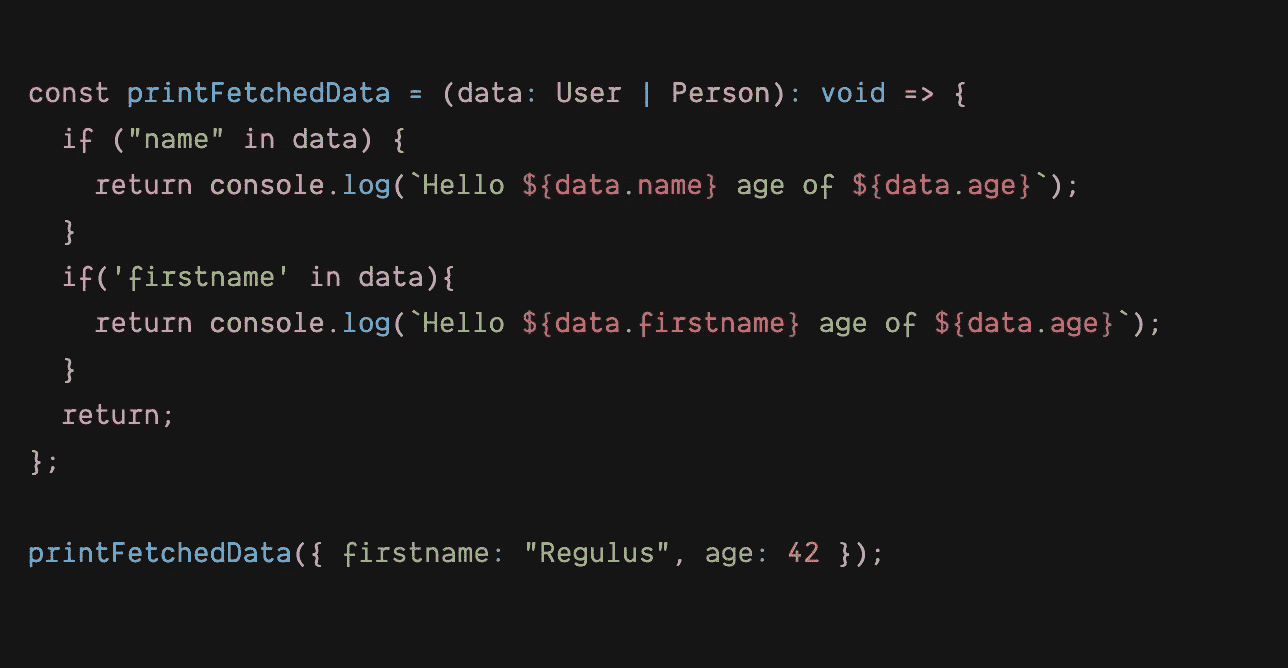 const printFetchedData = (data: User | Person): void => {
  if ("name" in data) {
    return console.log(`Hello ${data.name} age of ${data.age}`);
  }
  if('firstname' in data){
    return console.log(`Hello ${data.firstname} age of ${data.age}`);
  }
  return;
};

printFetchedData({ firstname: "Regulus", age: 42 });